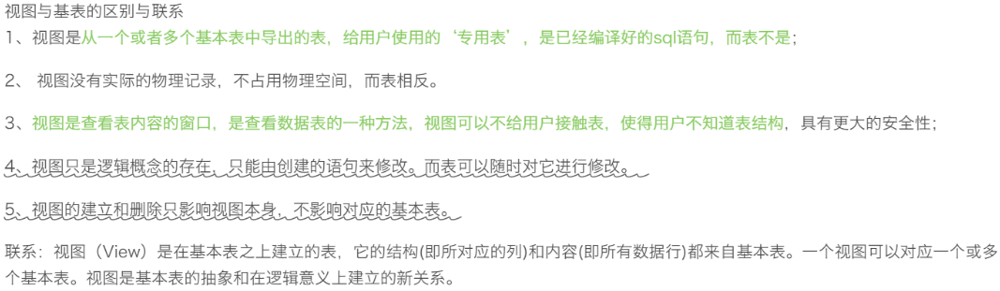 视图与基表的区别与联系
1、视图是从一个或者多个基本表中导出的表，给用户使用的‘专用表’，是已经编译好的sql语句，而表不是；
2、 视图没有实际的物理记录，不占用物理空间，而表相反。
3、视图是查看表内容的窗口，是查看数据表的一种方法，视图可以不给用户接触表，使得用户不知道表结构，具有更大的安全性；
4、视图只是逻辑概念的存在，只能由创建的语句来修改。而表可以随时对它进行修改。
5、视图的建立和删除只影响视图本身，不影响对应的基本表。
联系：视图（View）是在基本表之上建立的表，它的结构(即所对应的列)和内容(即所有数据行)都来自基本表。一个视图可以对应一个或多
个基本表。视图是基本表的抽象和在逻辑意义上建立的新关系。